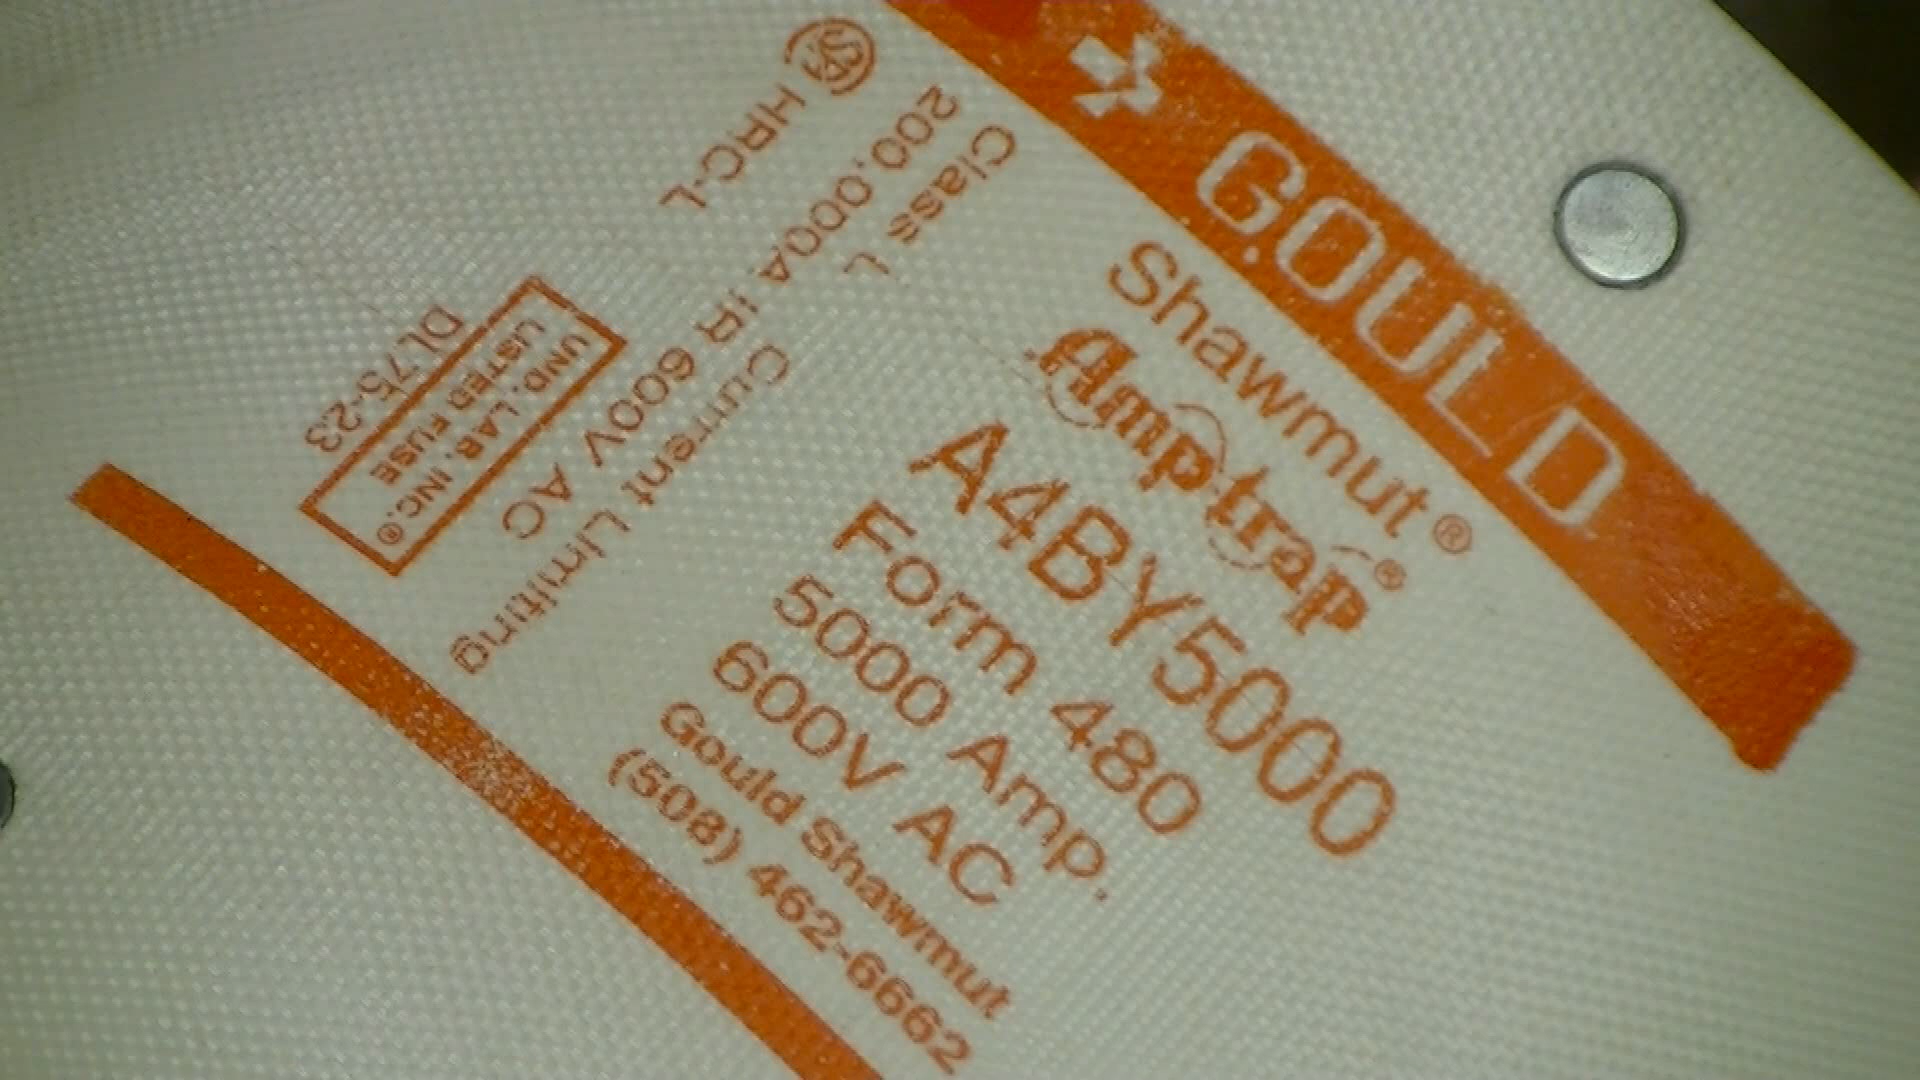 GOULD
Shawmut®
Amp-trap®
A4BY5000
Form 480
5000 Amp.
600V AC
Gould Shawmut
(508) 462-6662
Class L
200,000A IR 600V AC
Current Limiting
HRC-L
UND. LAB. INC.®
LISTED FUSE
DL75-23